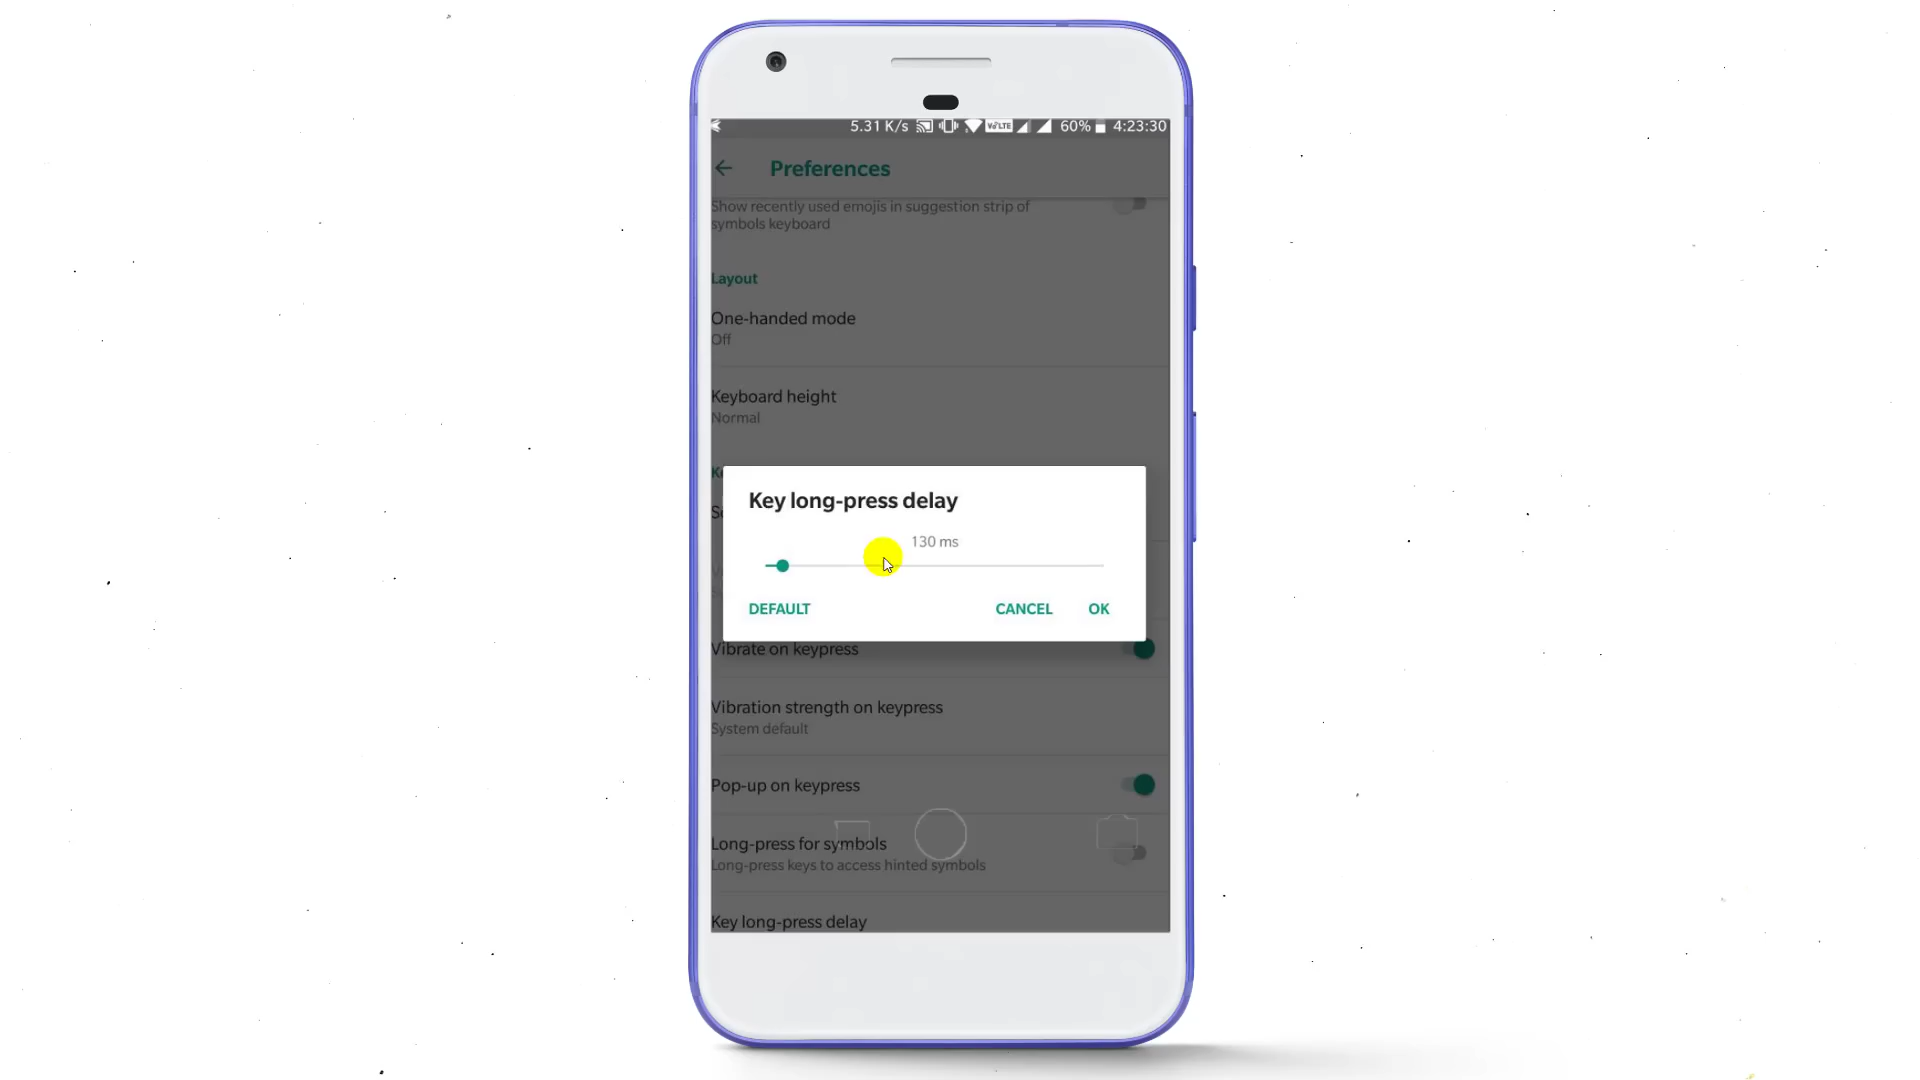 5.31 K/s VoLTE 60% 4:23:30
Preferences
Show recently used emojis in suggestion strip of
symbols keyboard
Layout
One-handed mode
Off
Keyboard height
Normal
Key long-press delay
130 ms
DEFAULT CANCEL OK
Vibrate on keypress
Vibration strength on keypress
System default
Pop-up on keypress
Long-press for symbols
Long-press keys to access hinted symbols
Key long-press delay